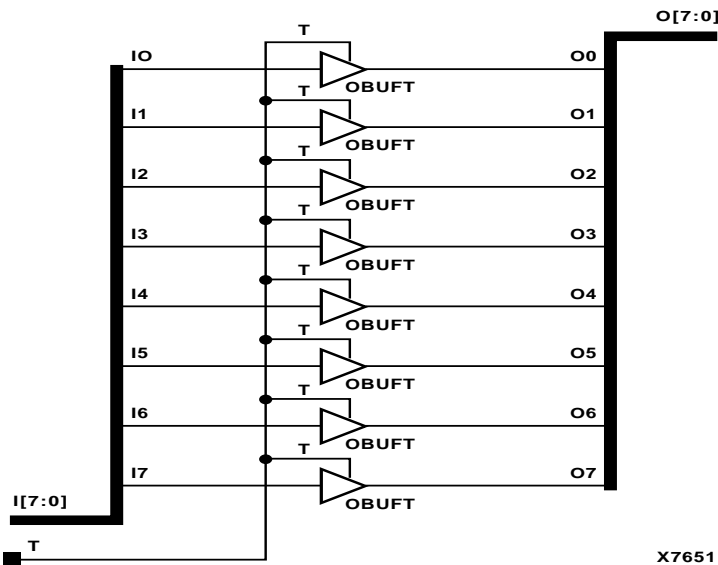 O[7:0]
T
IO O0
OBUFT
T
I1 O1
OBUFT
T
I2 O2
OBUFT
T
I3 O3
OBUFT
T
I4 O4
OBUFT
T
I5 O5
OBUFT
T
I6 O6
OBUFT
T
I7 O7
I[7:0]
OBUFT
T
X7651